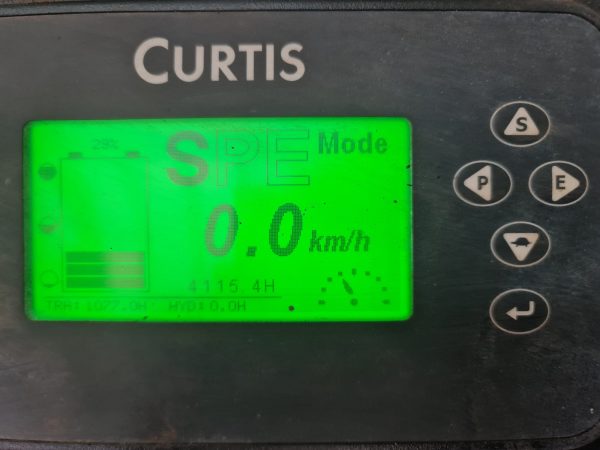 CURTIS
29%
SPE Mode
0.0 km/h
4115.4H
TRH: 1077.0H HYD: 0.0H
S
P E